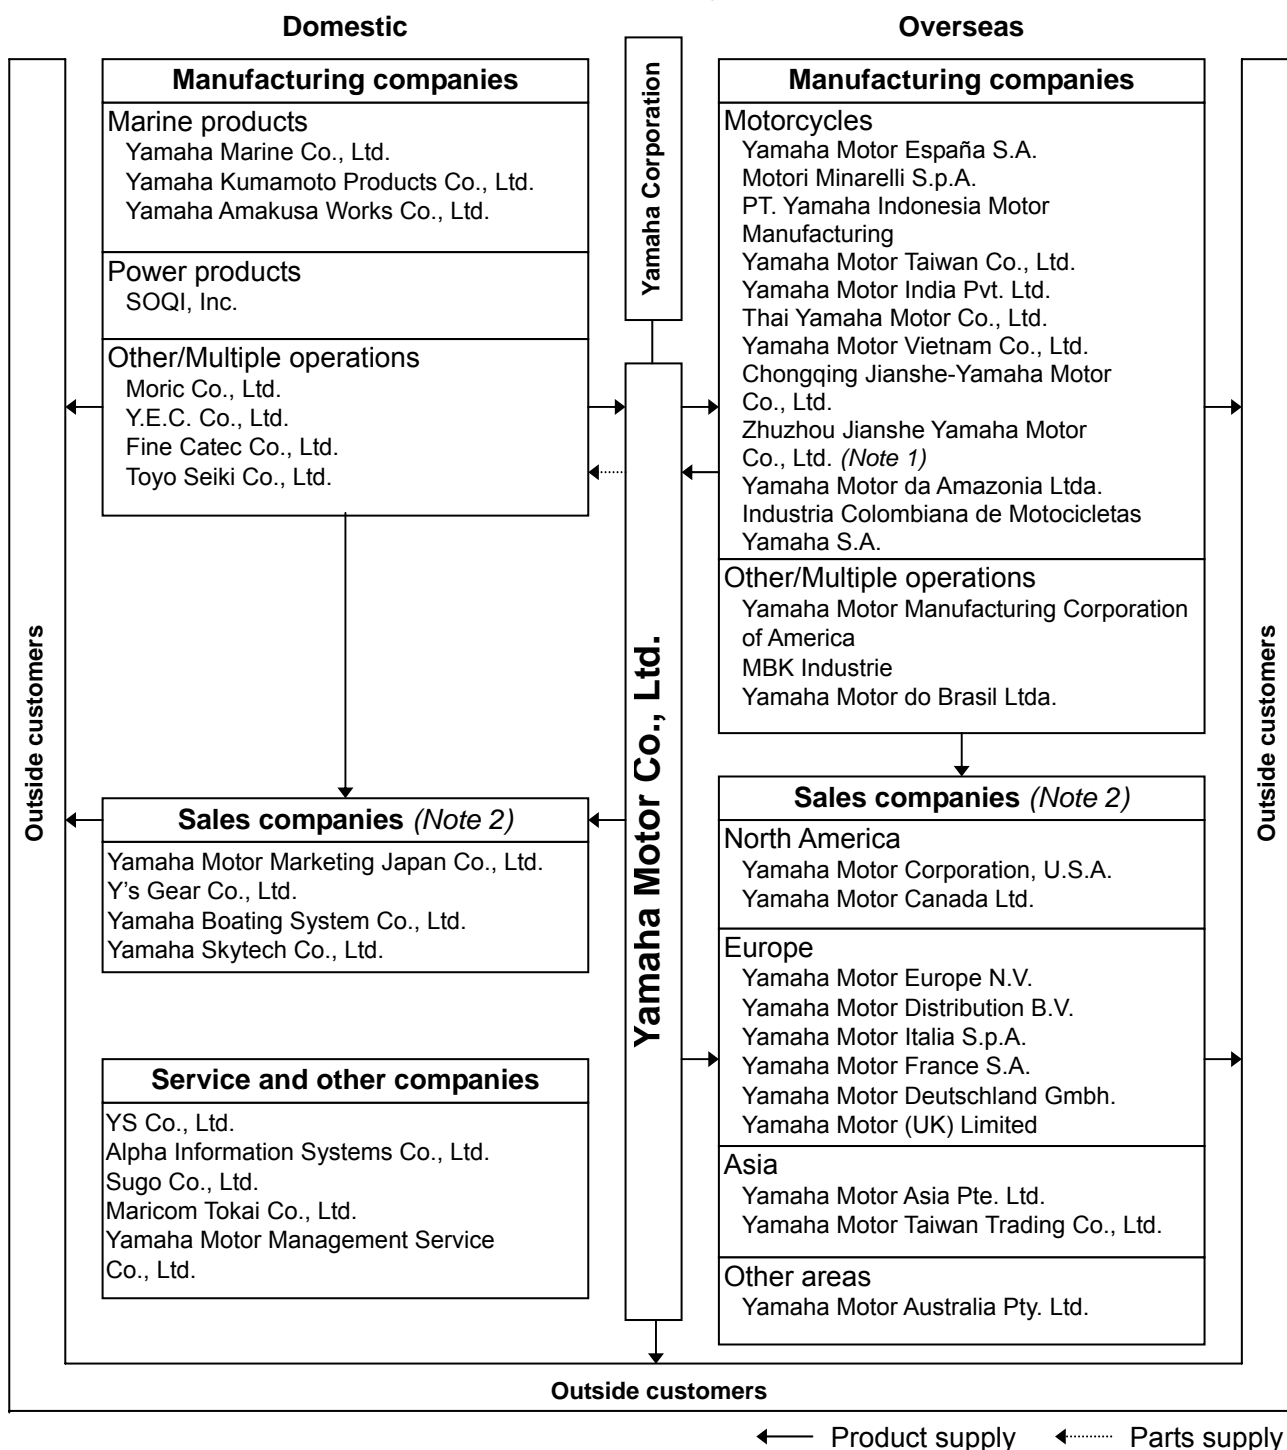 Domestic
Outside customers
Manufacturing companies
Marine products
Yamaha Marine Co., Ltd.
Yamaha Kumamoto Products Co., Ltd.
Yamaha Amakusa Works Co., Ltd.
Power products
SOQI, Inc.
Other/Multiple operations
Moric Co., Ltd.
Y.E.C. Co., Ltd.
Fine Catec Co., Ltd.
Toyo Seiki Co., Ltd.
Sales companies (Note 2)
Yamaha Motor Marketing Japan Co., Ltd.
Y's Gear Co., Ltd.
Yamaha Boating System Co., Ltd.
Yamaha Skytech Co., Ltd.
Service and other companies
YS Co., Ltd.
Alpha Information Systems Co., Ltd.
Sugo Co., Ltd.
Maricom Tokai Co., Ltd.
Yamaha Motor Management Service
Co., Ltd.
Yamaha Corporation
Yamaha Motor Co., Ltd.
Overseas
Manufacturing companies
Motorcycles
Yamaha Motor España S.A.
Motori Minarelli S.p.A.
PT. Yamaha Indonesia Motor
Manufacturing
Yamaha Motor Taiwan Co., Ltd.
Yamaha Motor India Pvt. Ltd.
Thai Yamaha Motor Co., Ltd.
Yamaha Motor Vietnam Co., Ltd.
Chongqing Jianshe-Yamaha Motor
Co., Ltd.
Zhuzhou Jianshe Yamaha Motor
Co., Ltd. (Note 1)
Yamaha Motor da Amazonia Ltda.
Industria Colombiana de Motocicletas
Yamaha S.A.
Other/Multiple operations
Yamaha Motor Manufacturing Corporation
of America
MBK Industrie
Yamaha Motor do Brasil Ltda.
Sales companies (Note 2)
North America
Yamaha Motor Corporation, U.S.A.
Yamaha Motor Canada Ltd.
Europe
Yamaha Motor Europe N.V.
Yamaha Motor Distribution B.V.
Yamaha Motor Italia S.p.A.
Yamaha Motor France S.A.
Yamaha Motor Deutschland Gmbh.
Yamaha Motor (UK) Limited
Asia
Yamaha Motor Asia Pte. Ltd.
Yamaha Motor Taiwan Trading Co., Ltd.
Other areas
Yamaha Motor Australia Pty. Ltd.
Outside customers
Outside customers
Product supply
Parts supply